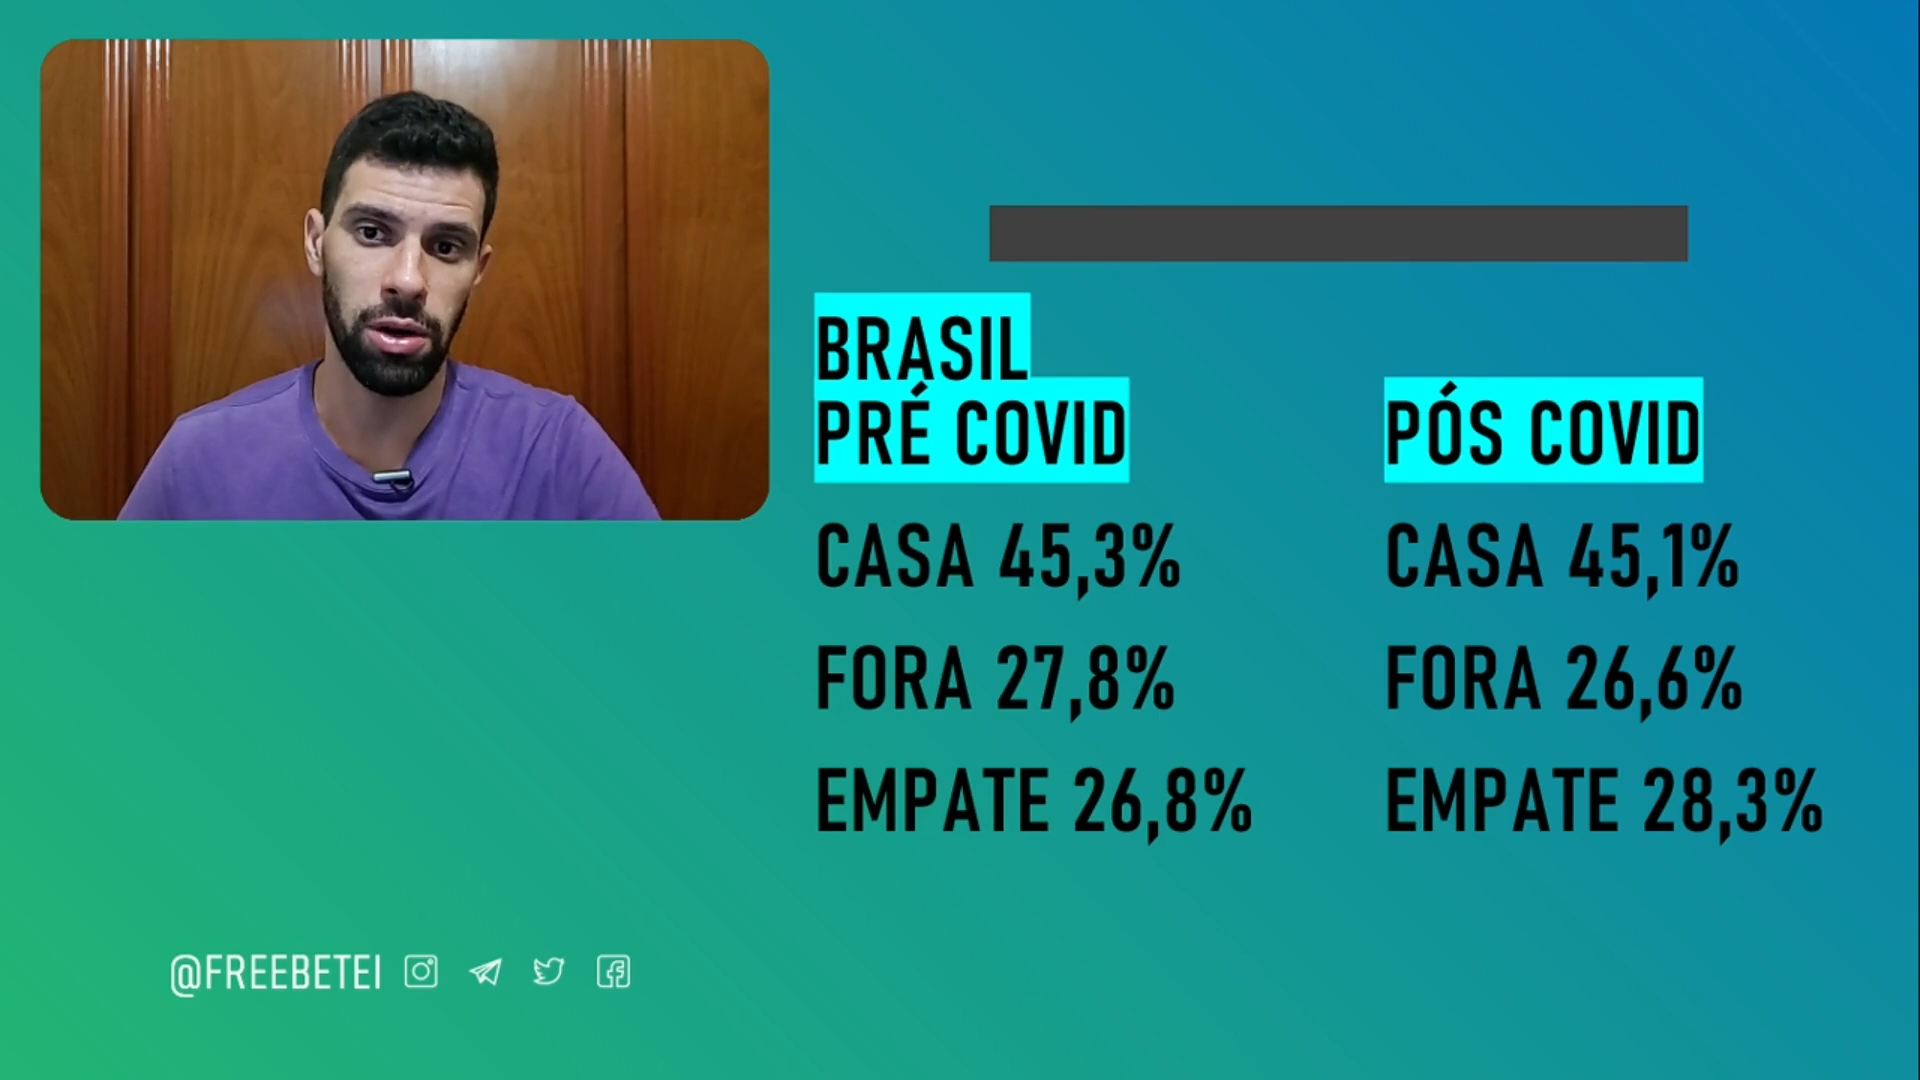 BRASIL
PRÉ COVID
CASA 45,3%
FORA 27,8%
EMPATE 26,8%
PÓS COVID
CASA 45,1%
FORA 26,6%
EMPATE 28,3%
@FREEBETEI